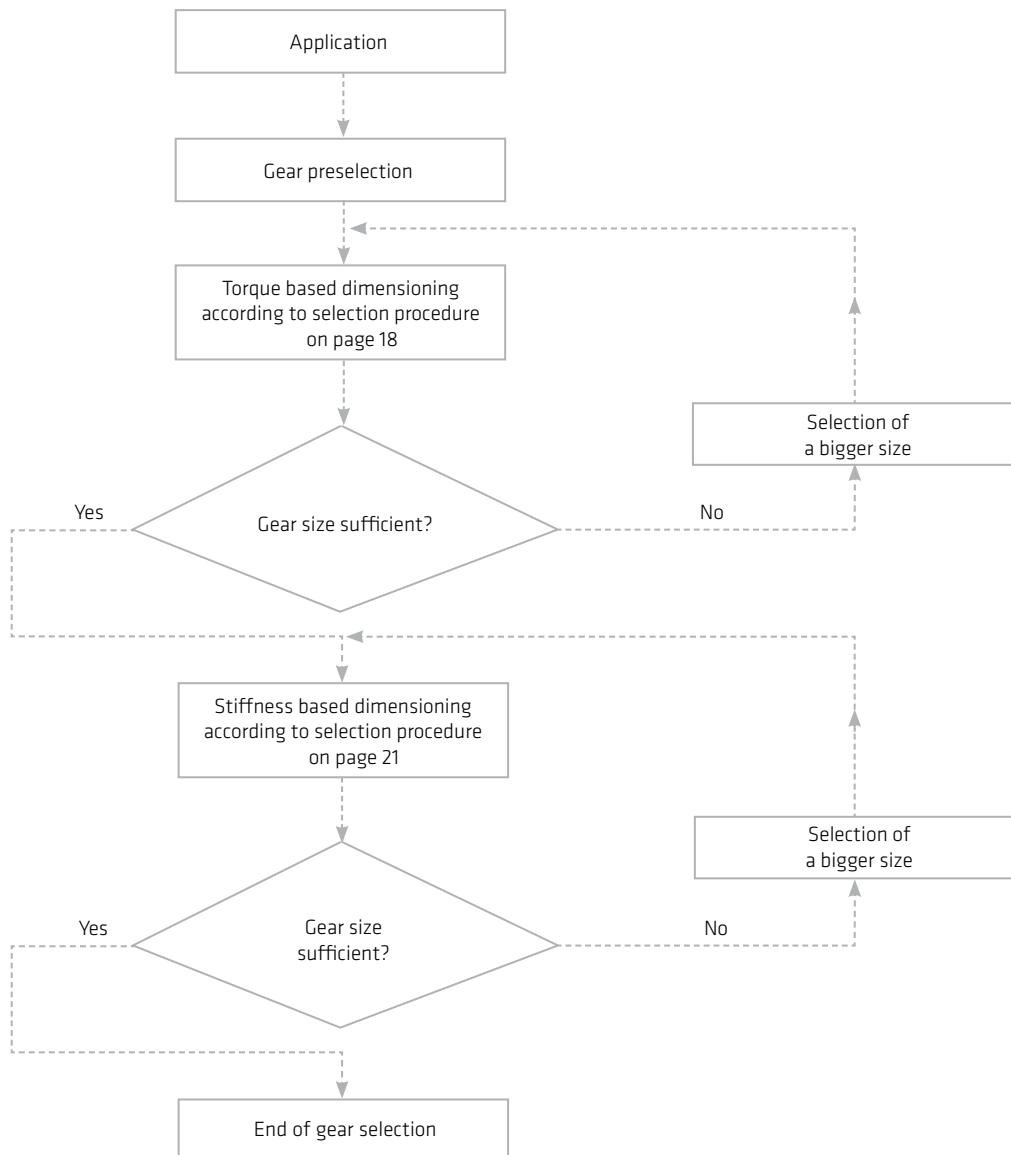 Application
Gear preselection
Torque based dimensioning
according to selection procedure
on page 18
Selection of
a bigger size
Yes
Gear size sufficient?
No
Stiffness based dimensioning
according to selection procedure
on page 21
Selection of
a bigger size
Yes
Gear size
sufficient?
No
End of gear selection